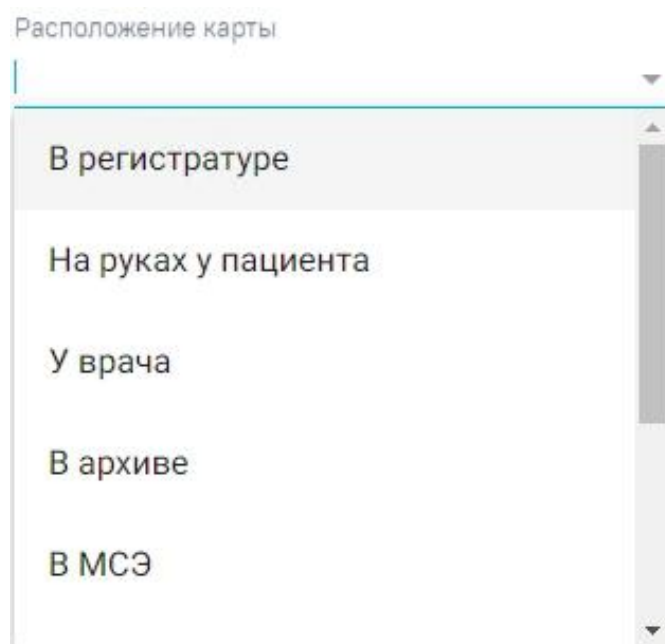 Расположение карты
В регистратуре
На руках у пациента
У врача
В архиве
В МСЭ